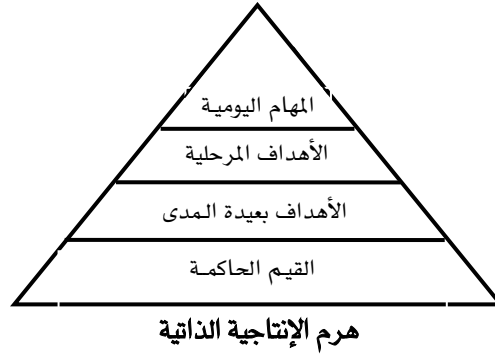 المهام اليومية
الأهداف المرحلية
الأهداف بعيدة المدى
القيم الحاكمة
هرم الإنتاجية الذاتية